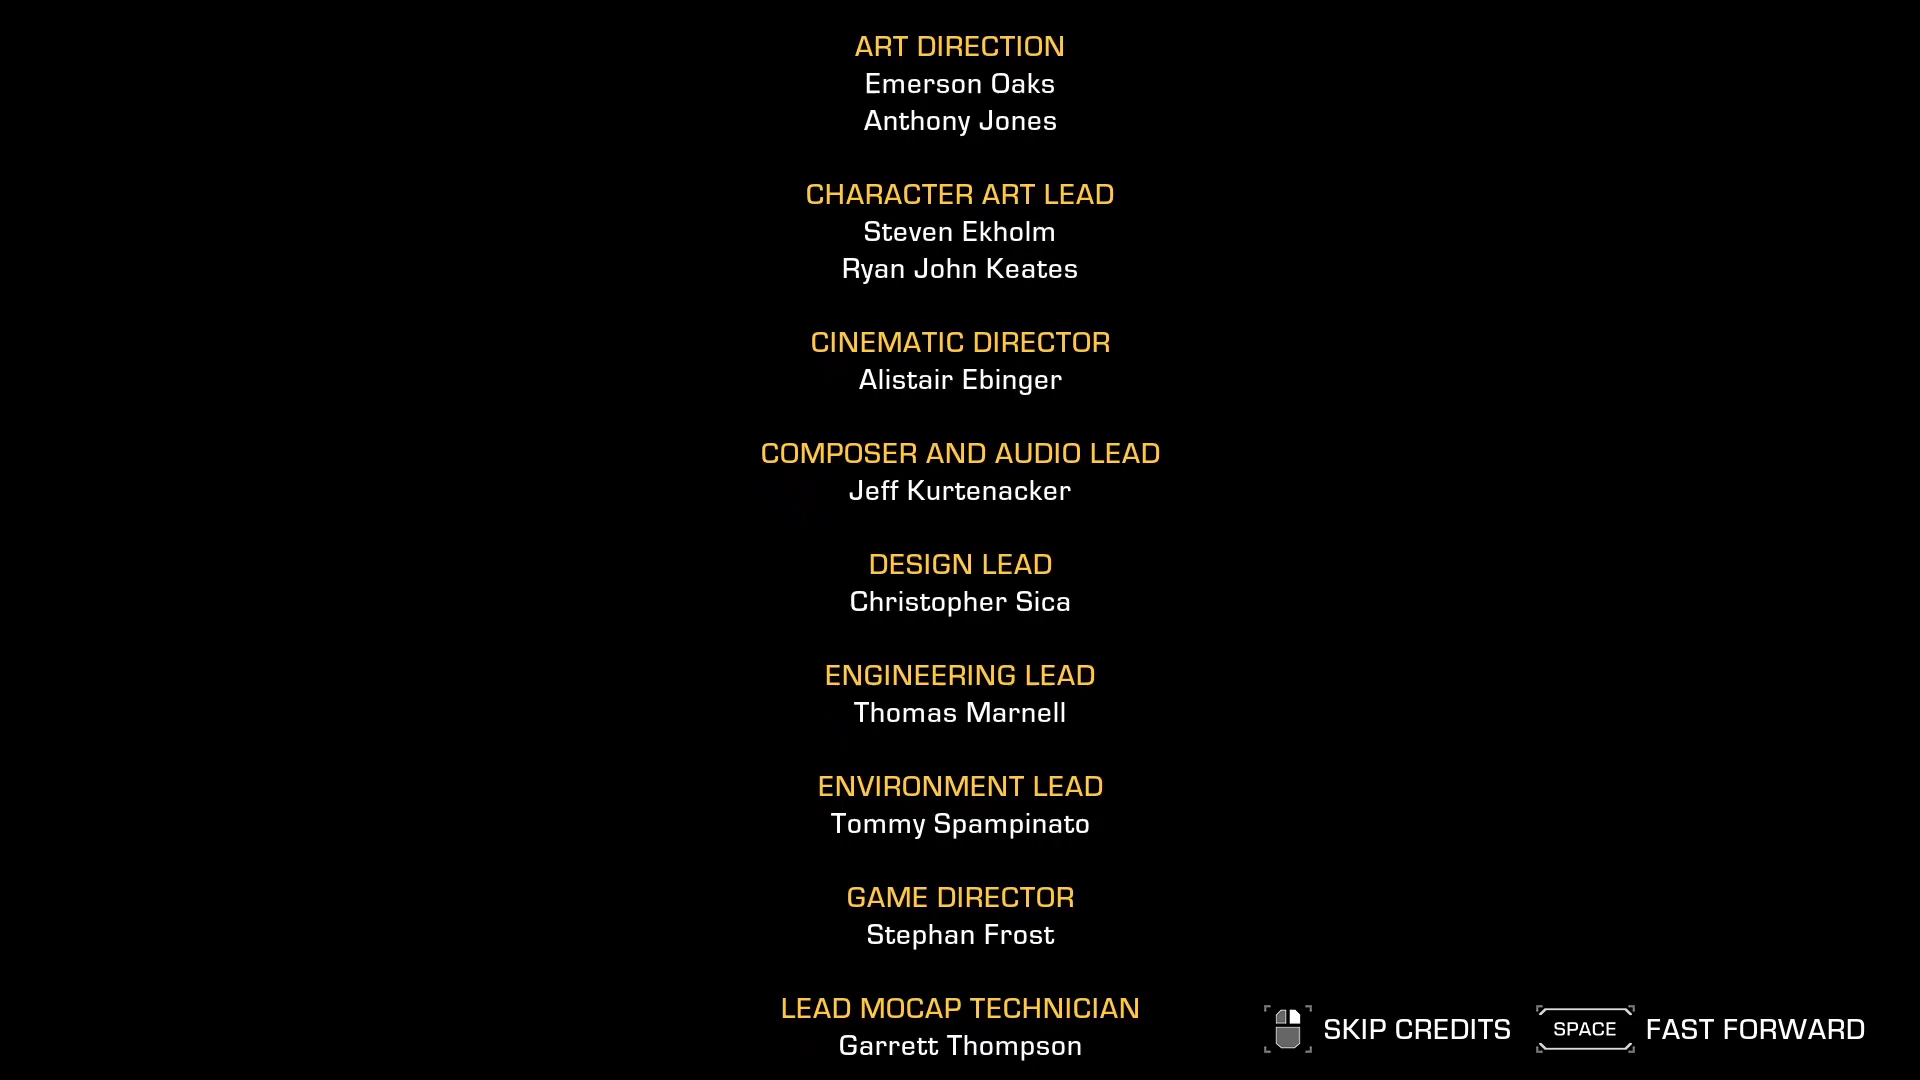 ART DIRECTION
Emerson Oaks
Anthony Jones
CHARACTER ART LEAD
Steven Ekholm
Ryan John Keates
CINEMATIC DIRECTOR
Alistair Ebinger
COMPOSER AND AUDIO LEAD
Jeff Kurtenacker
DESIGN LEAD
Christopher Sica
ENGINEERING LEAD
Thomas Marnell
ENVIRONMENT LEAD
Tommy Spampinato
GAME DIRECTOR
Stephan Frost
LEAD MOCAP TECHNICIAN
Garrett Thompson
SKIP CREDITS
SPACE FAST FORWARD